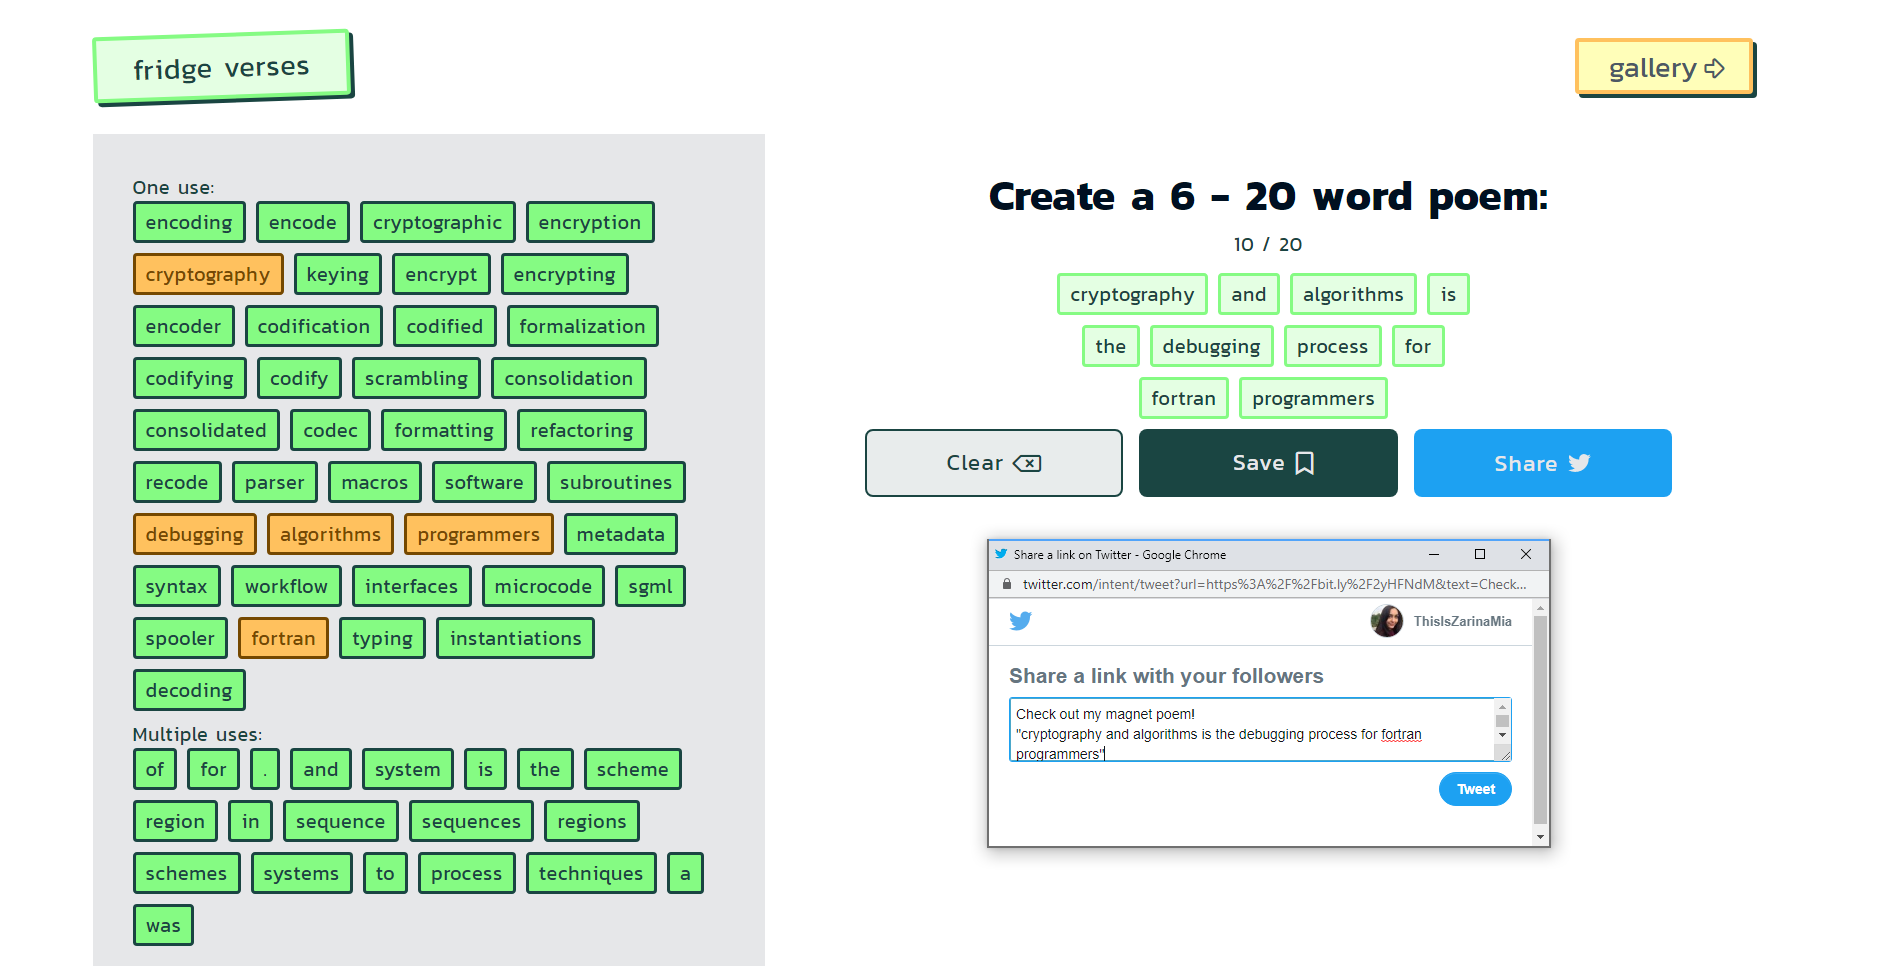 fridge verses
gallery
One use:
encoding encode cryptographic encryption
cryptography keying encrypt encrypting
encoder codification codified formalization
codifying codify scrambling consolidation
consolidated codec formatting refactoring
recode parser macros software subroutines
debugging algorithms programmers metadata
syntax workflow interfaces microcode sgml
spooler fortran typing instantiations
decoding
Multiple uses:
of for . and system is the scheme
region in sequence sequences regions
schemes systems to process techniques a
was
Create a 6 - 20 word poem:
10 / 20
cryptography and algorithms is
the debugging process for
fortran programmers
Clear Save Share
Share a link on Twitter - Google Chrome
twitter.com/intent/tweet?url=https%3A%2F%2Fbit.ly%2F2yHFNdM&text=Check...
ThisIsZarinaMia
Share a link with your followers
Check out my magnet poem!
"cryptography and algorithms is the debugging process for fortran
programmers"
Tweet